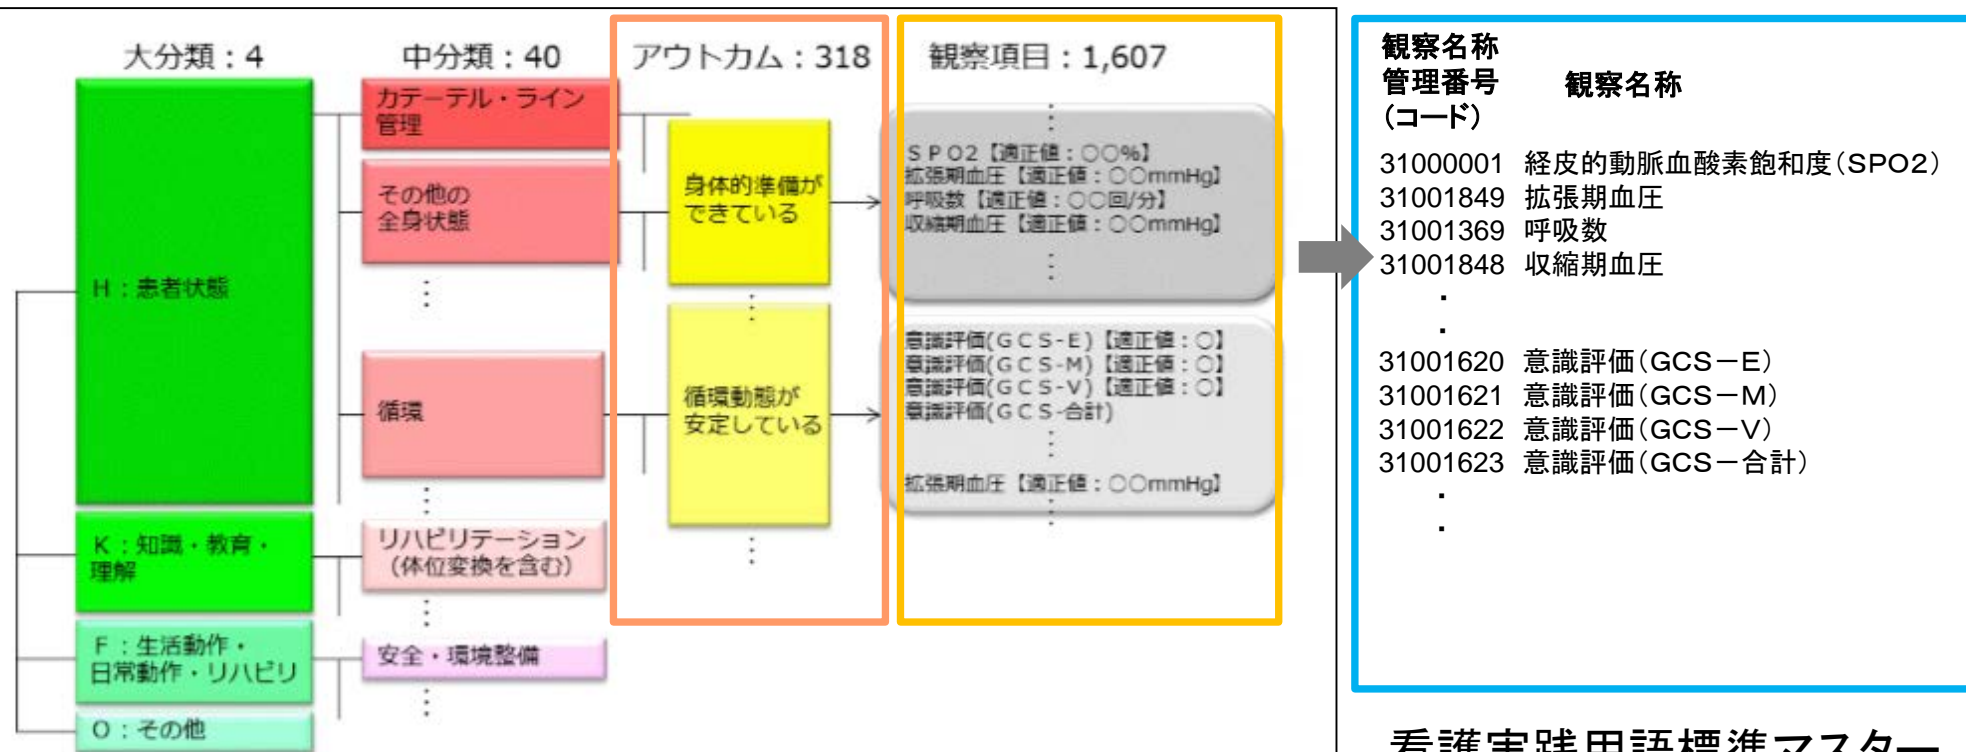 大分類：4
中分類：40
アウトカム：318
観察項目：1,607
H：患者状態
K：知識・教育・
理解
F：生活動作・
日常動作・リハビリ
O：その他
カテーテル・ライン
管理
その他の
全身状態
循環
リハビリテーション
（体位変換を含む）
安全・環境整備
身体的準備が
できている
循環動態が
安定している
ＳＰＯ2【適正値：〇〇%】
拡張期血圧【適正値：〇〇mmHg】
呼吸数【適正値：〇〇回/分】
収縮期血圧【適正値：〇〇mmHg】
意識評価(ＧＣＳ-Ｅ)【適正値：〇】
意識評価(ＧＣＳ-Ｍ)【適正値：〇】
意識評価(ＧＣＳ-Ｖ)【適正値：〇】
意識評価(ＧＣＳ-合計)
拡張期血圧【適正値：〇〇mmHg】
観察名称
管理番号
（コード）
観察名称
31000001 経皮的動脈血酸素飽和度（ＳＰＯ２）
31001849 拡張期血圧
31001369 呼吸数
31001848 収縮期血圧
31001620 意識評価（ＧＣＳ－Ｅ）
31001621 意識評価（ＧＣＳ－Ｍ）
31001622 意識評価（ＧＣＳ－Ｖ）
31001623 意識評価（ＧＣＳ－合計）
看護実践用語標準マスター